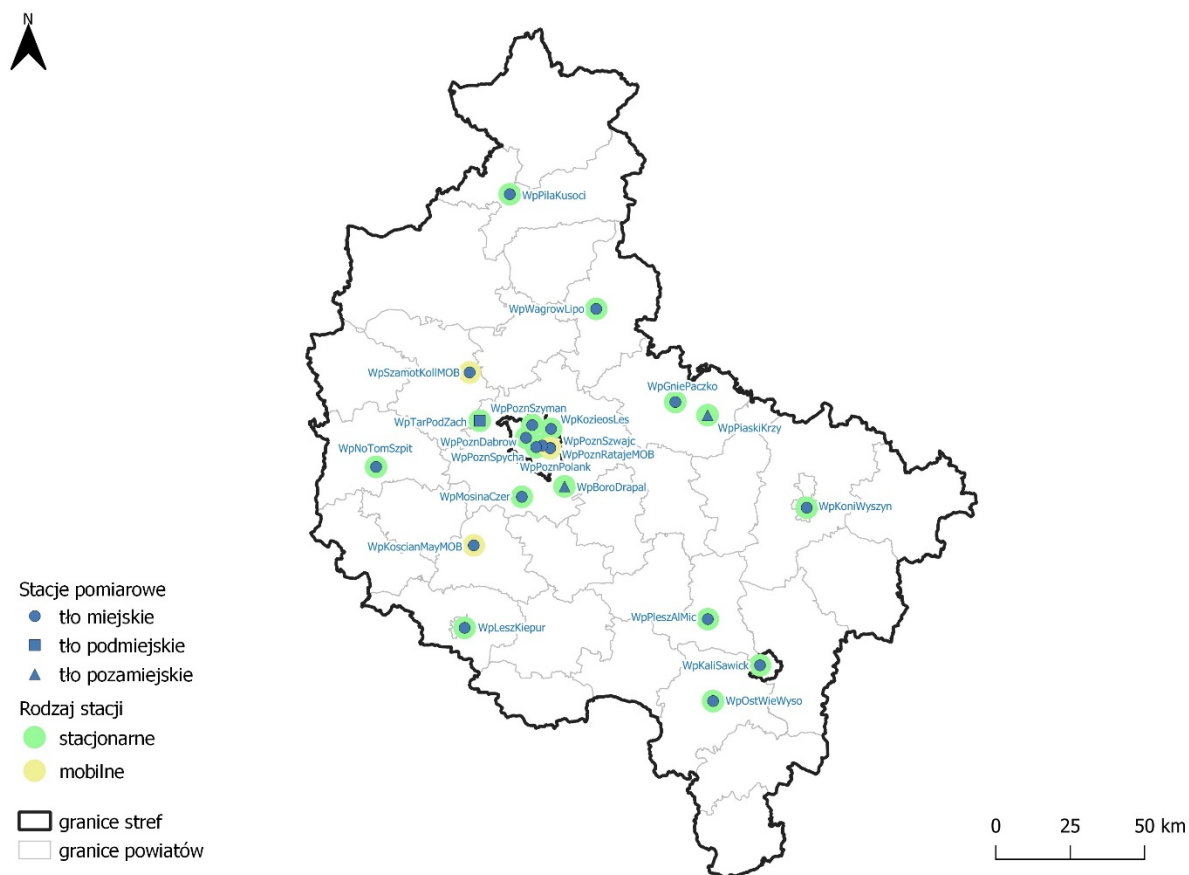 N
WpPilaKusoci
WpWagrowLipo
WpSzamotKollMOB
WpGniePaczko
WpPoznSzyman
WpKozieosLes
WpTarPodZach
WpPiaskiKrzy
WpPoznDabrow
WpPoznSzwajc
WpNoTomSzpit
WpPoznSpycha
WpPoznRatajeMOB
WpPoznPolank
WpBoroDrapal
WpMosinaCzer
WpKoniWyszyn
WpKoscianMayMOB
Stacje pomiarowe
tło miejskie
tło podmiejskie
tło pozamiejskie
Rodzaj stacji
stacjonarne
mobilne
granice stref
granice powiatów
WpPleszAlMic
WpLeszKiepur
WpKaliSawick
WpOstWieWyso
0 25 50 km